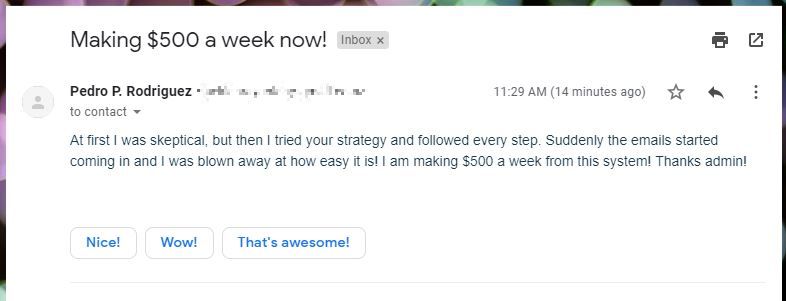 Making $500 a week now! Inbox ×
Pedro P. Rodriguez • 11:29 AM (14 minutes ago)
to contact
At first I was skeptical, but then I tried your strategy and followed every step. Suddenly the emails started
coming in and I was blown away at how easy it is! I am making $500 a week from this system! Thanks admin!
Nice! Wow! That's awesome!